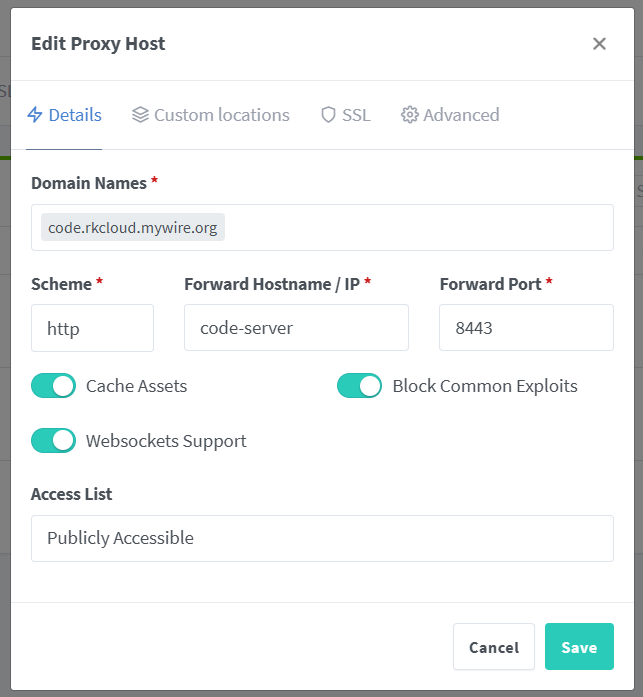 Edit Proxy Host
Details Custom locations SSL Advanced
Domain Names *
code.rkcloud.mywire.org
Scheme * Forward Hostname / IP * Forward Port *
http code-server 8443
Cache Assets Block Common Exploits
Websockets Support
Access List
Publicly Accessible
Cancel Save